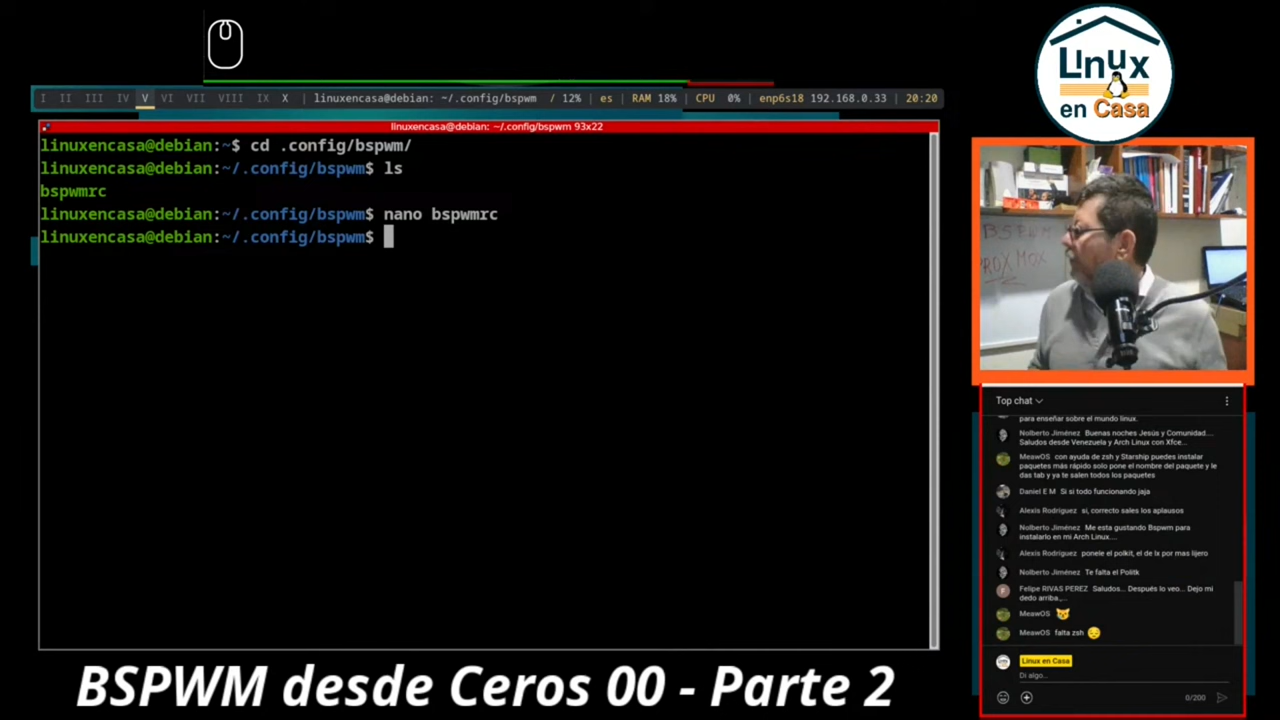 Linux
en Casa
I II III IV V VI VII VIII IX X | linuxencasa@debian: ~/.config/bspwm / 12% | es | RAM 18% | CPU 0% | enp6s18 192.168.0.33 | 20:20
linuxencasa@debian: ~/.config/bspwm 93x22
linuxencasa@debian:~$ cd .config/bspwm/
linuxencasa@debian:~/.config/bspwm$ ls
bspwmrc
linuxencasa@debian:~/.config/bspwm$ nano bspwmrc
linuxencasa@debian:~/.config/bspwm$
BSPWM
PROXMOX
Top chat
para enseñar sobre el mundo linux.
Nolberto Jiménez Buenas noches Jesús y Comunidad....
Saludos desde Venezuela y Arch Linux con Xfce...
MeawOS con ayuda de zsh y Starship puedes instalar
paquetes más rápido solo pone el nombre del paquete y le
das tab y ya te salen todos los paquetes
Daniel E M Si si todo funcionando jaja
Alexis Rodriguez si, correcto sales los aplausos
Nolberto Jiménez Me esta gustando Bspwm para
instalarlo en mi Arch Linux....
Alexis Rodriguez ponele el polkit, el de lx por mas lijero
Nolberto Jiménez Te falta el Politk
F Felipe RIVAS PEREZ Saludos... Después lo veo... Dejo mi
dedo arriba.,..
MeawOS 😼
MeawOS falta zsh 😔
Linux en Casa
Di algo...
0/200
BSPWM desde Ceros 00 - Parte 2